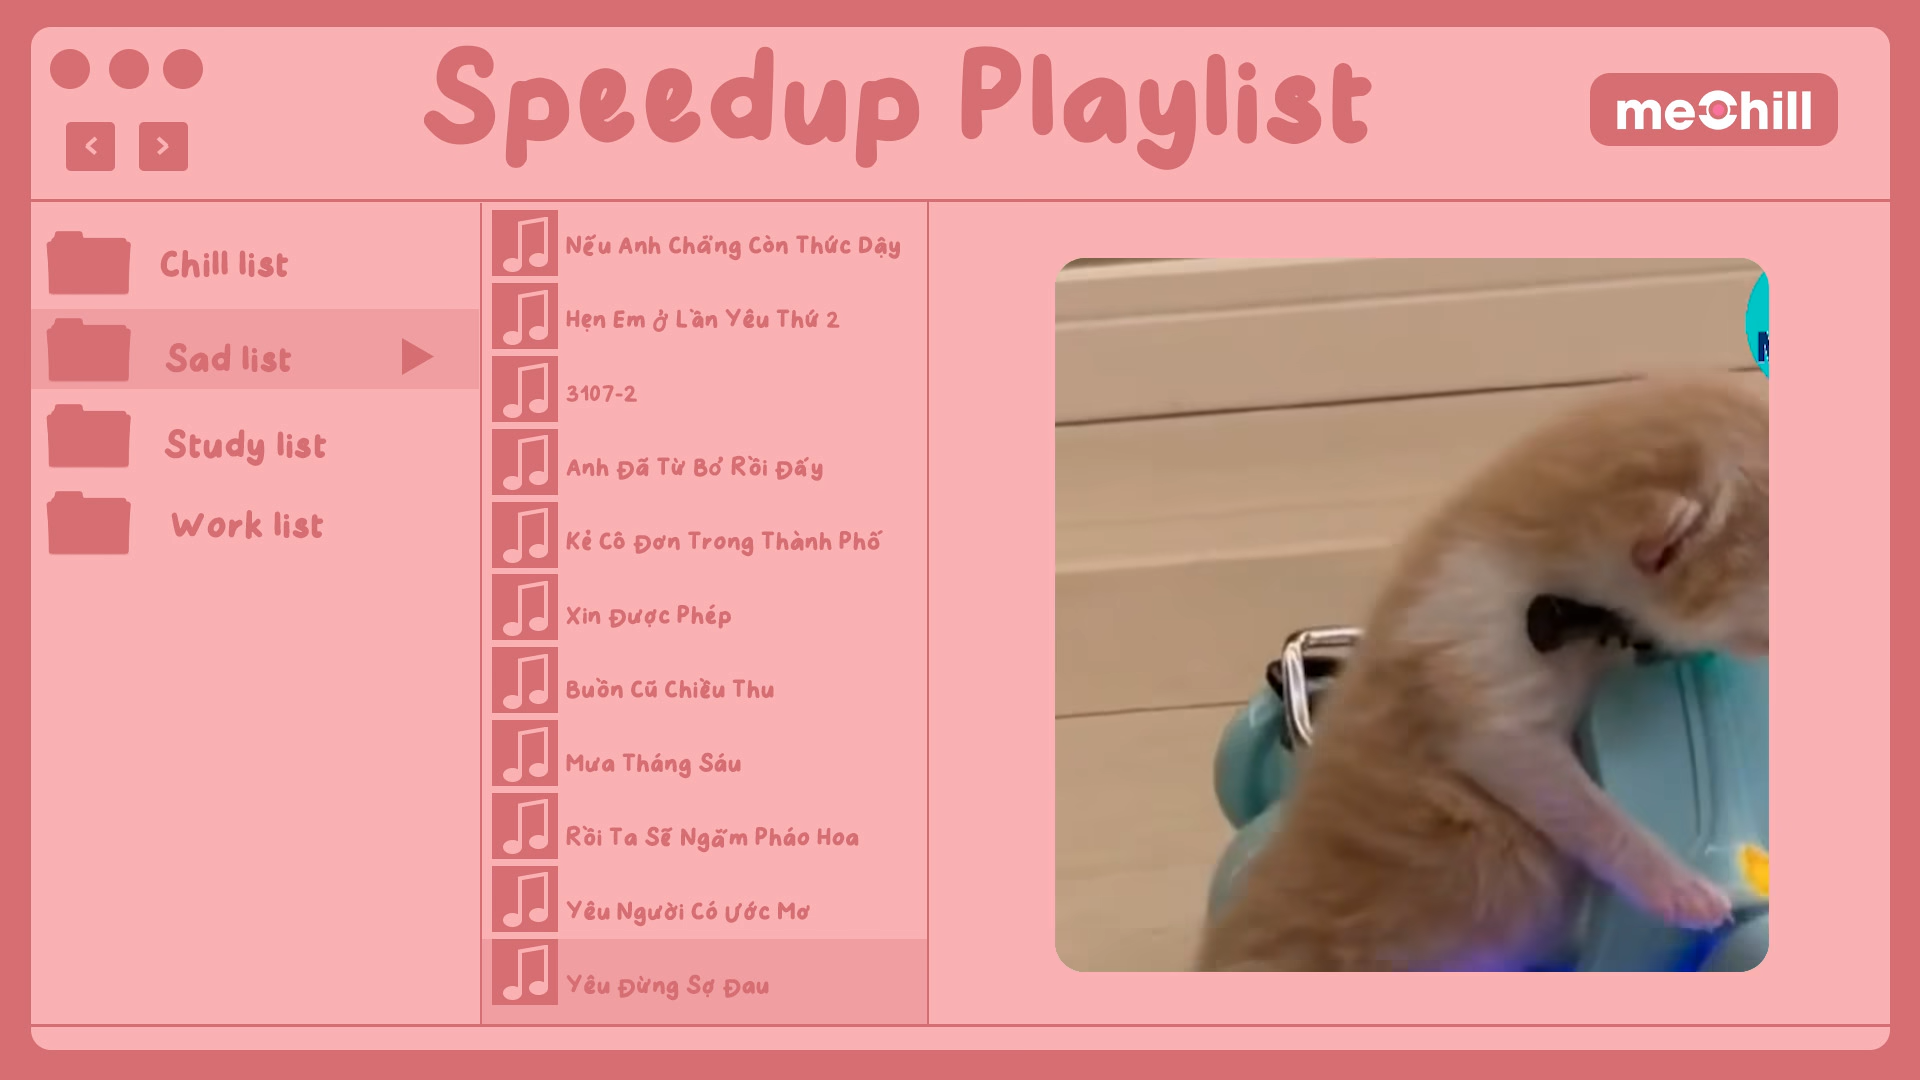 Speedup Playlist
meChill
Chill list
Sad list
Study list
Work list
Nếu Anh Chẳng Còn Thức Dậy
Hẹn Em ở Lần Yêu Thứ 2
3107-2
Anh Đã Từ Bỏ Rồi Đấy
Kẻ Cô Đơn Trong Thành Phố
Xin Được Phép
Buồn Cũ Chiều Thu
Mưa Tháng Sáu
Rồi Ta Sẽ Ngắm Pháo Hoa
Yêu Người Có Ước Mơ
Yêu Đừng Sợ Đau